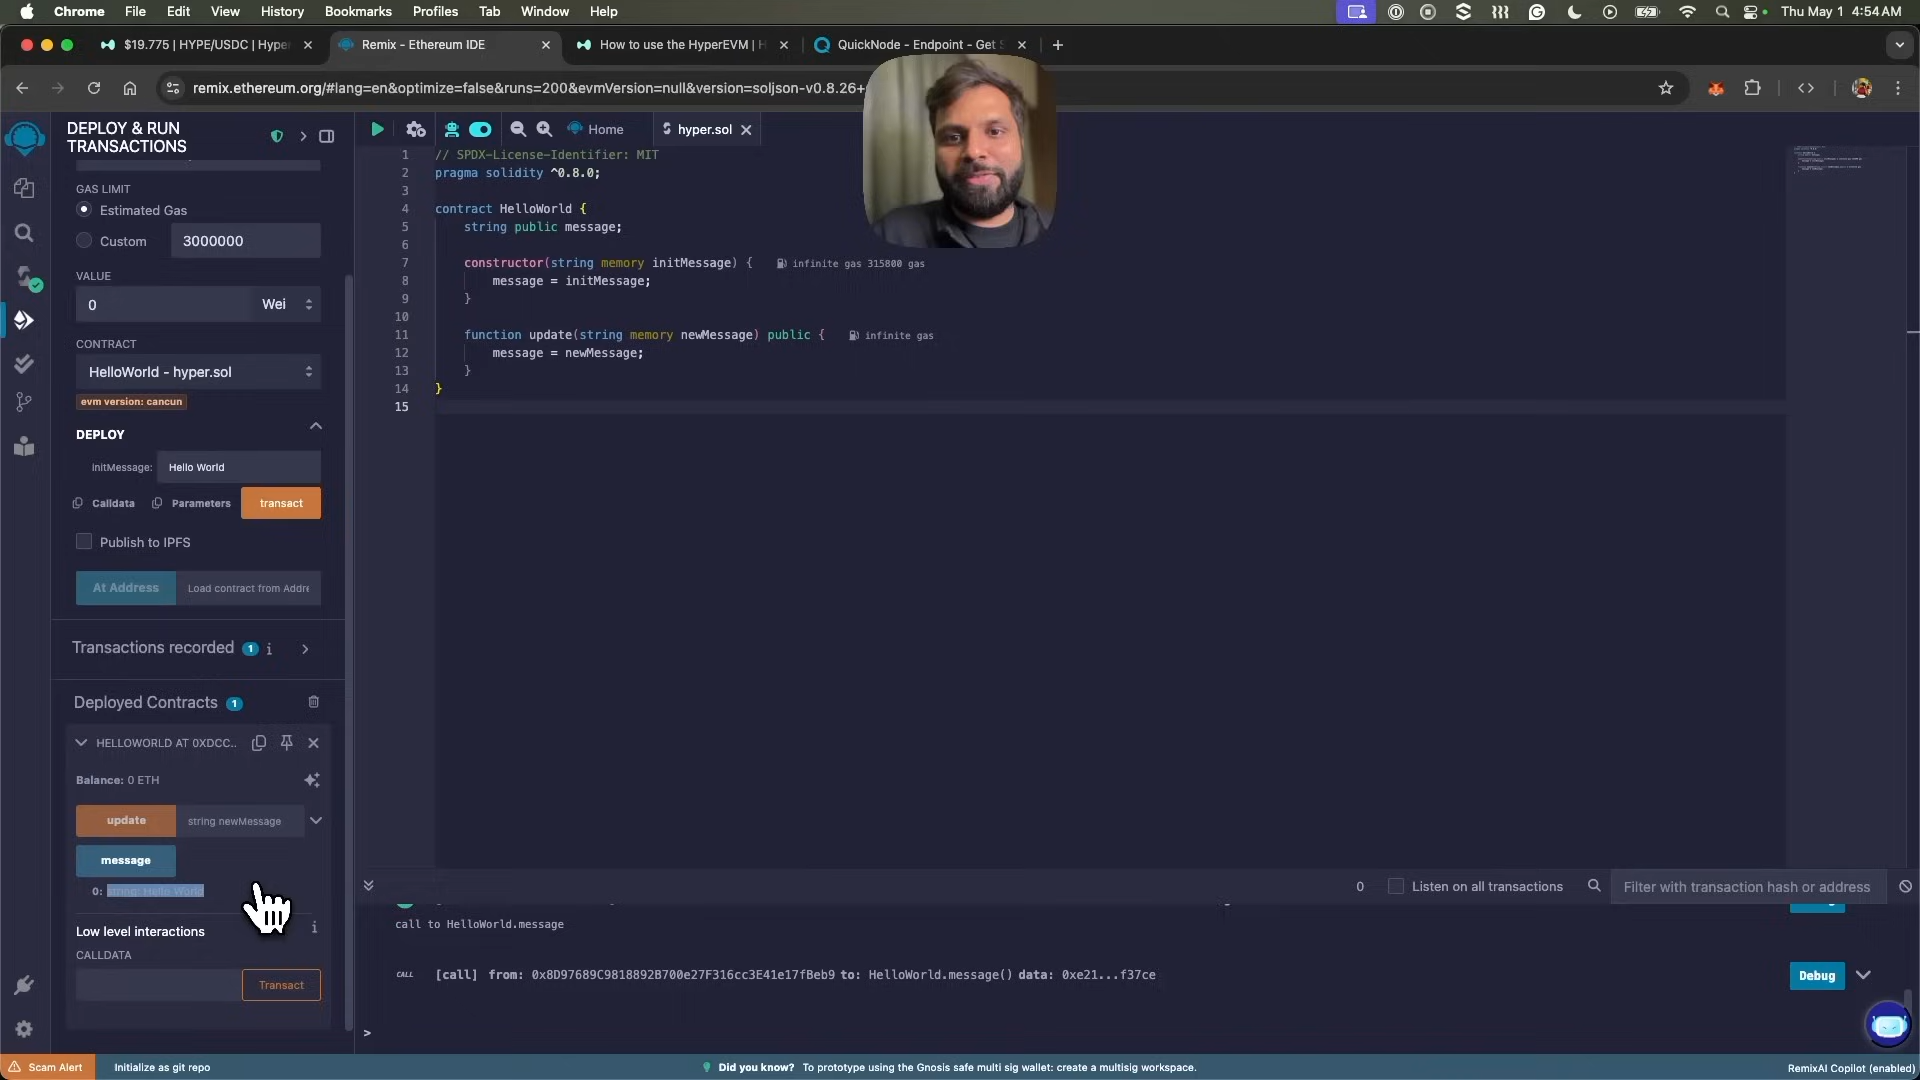 Chrome File Edit View History Bookmarks Profiles Tab Window Help
Thu May 1 4:54 AM
$19.775 | HYPE/USDC | Hyper
Remix - Ethereum IDE
How to use the HyperEVM | H
QuickNode - Endpoint - Get S
remix.ethereum.org/#lang=en&optimize=false&runs=200&evmVersion=null&version=soljson-v0.8.26+
DEPLOY & RUN
TRANSACTIONS
Home
hyper.sol
GAS LIMIT
Estimated Gas
Custom 3000000
VALUE
0 Wei
CONTRACT
HelloWorld - hyper.sol
evm version: cancun
DEPLOY
initMessage: Hello World
Calldata Parameters transact
Publish to IPFS
At Address Load contract from Addre
Transactions recorded 1 i
Deployed Contracts 1
HELLOWORLD AT 0XDCC...
Balance: 0 ETH
update string newMessage
message
0: string: Hello World
Low level interactions i
CALLDATA
Transact
1 // SPDX-License-Identifier: MIT
2 pragma solidity ^0.8.0;
3
4 contract HelloWorld {
5 string public message;
6
7 constructor(string memory initMessage) { infinite gas 315800 gas
8 message = initMessage;
9 }
10
11 function update(string memory newMessage) public { infinite gas
12 message = newMessage;
13 }
14 }
15
0 Listen on all transactions Filter with transaction hash or address
call to HelloWorld.message
CALL [call] from: 0x8D97689C9818892B700e27F316cc3E41e17fBeb9 to: HelloWorld.message() data: 0xe21...f37ce
Debug
>
Scam Alert Initialize as git repo
Did you know? To prototype using the Gnosis safe multi sig wallet: create a multisig workspace.
RemixAI Copilot (enabled)